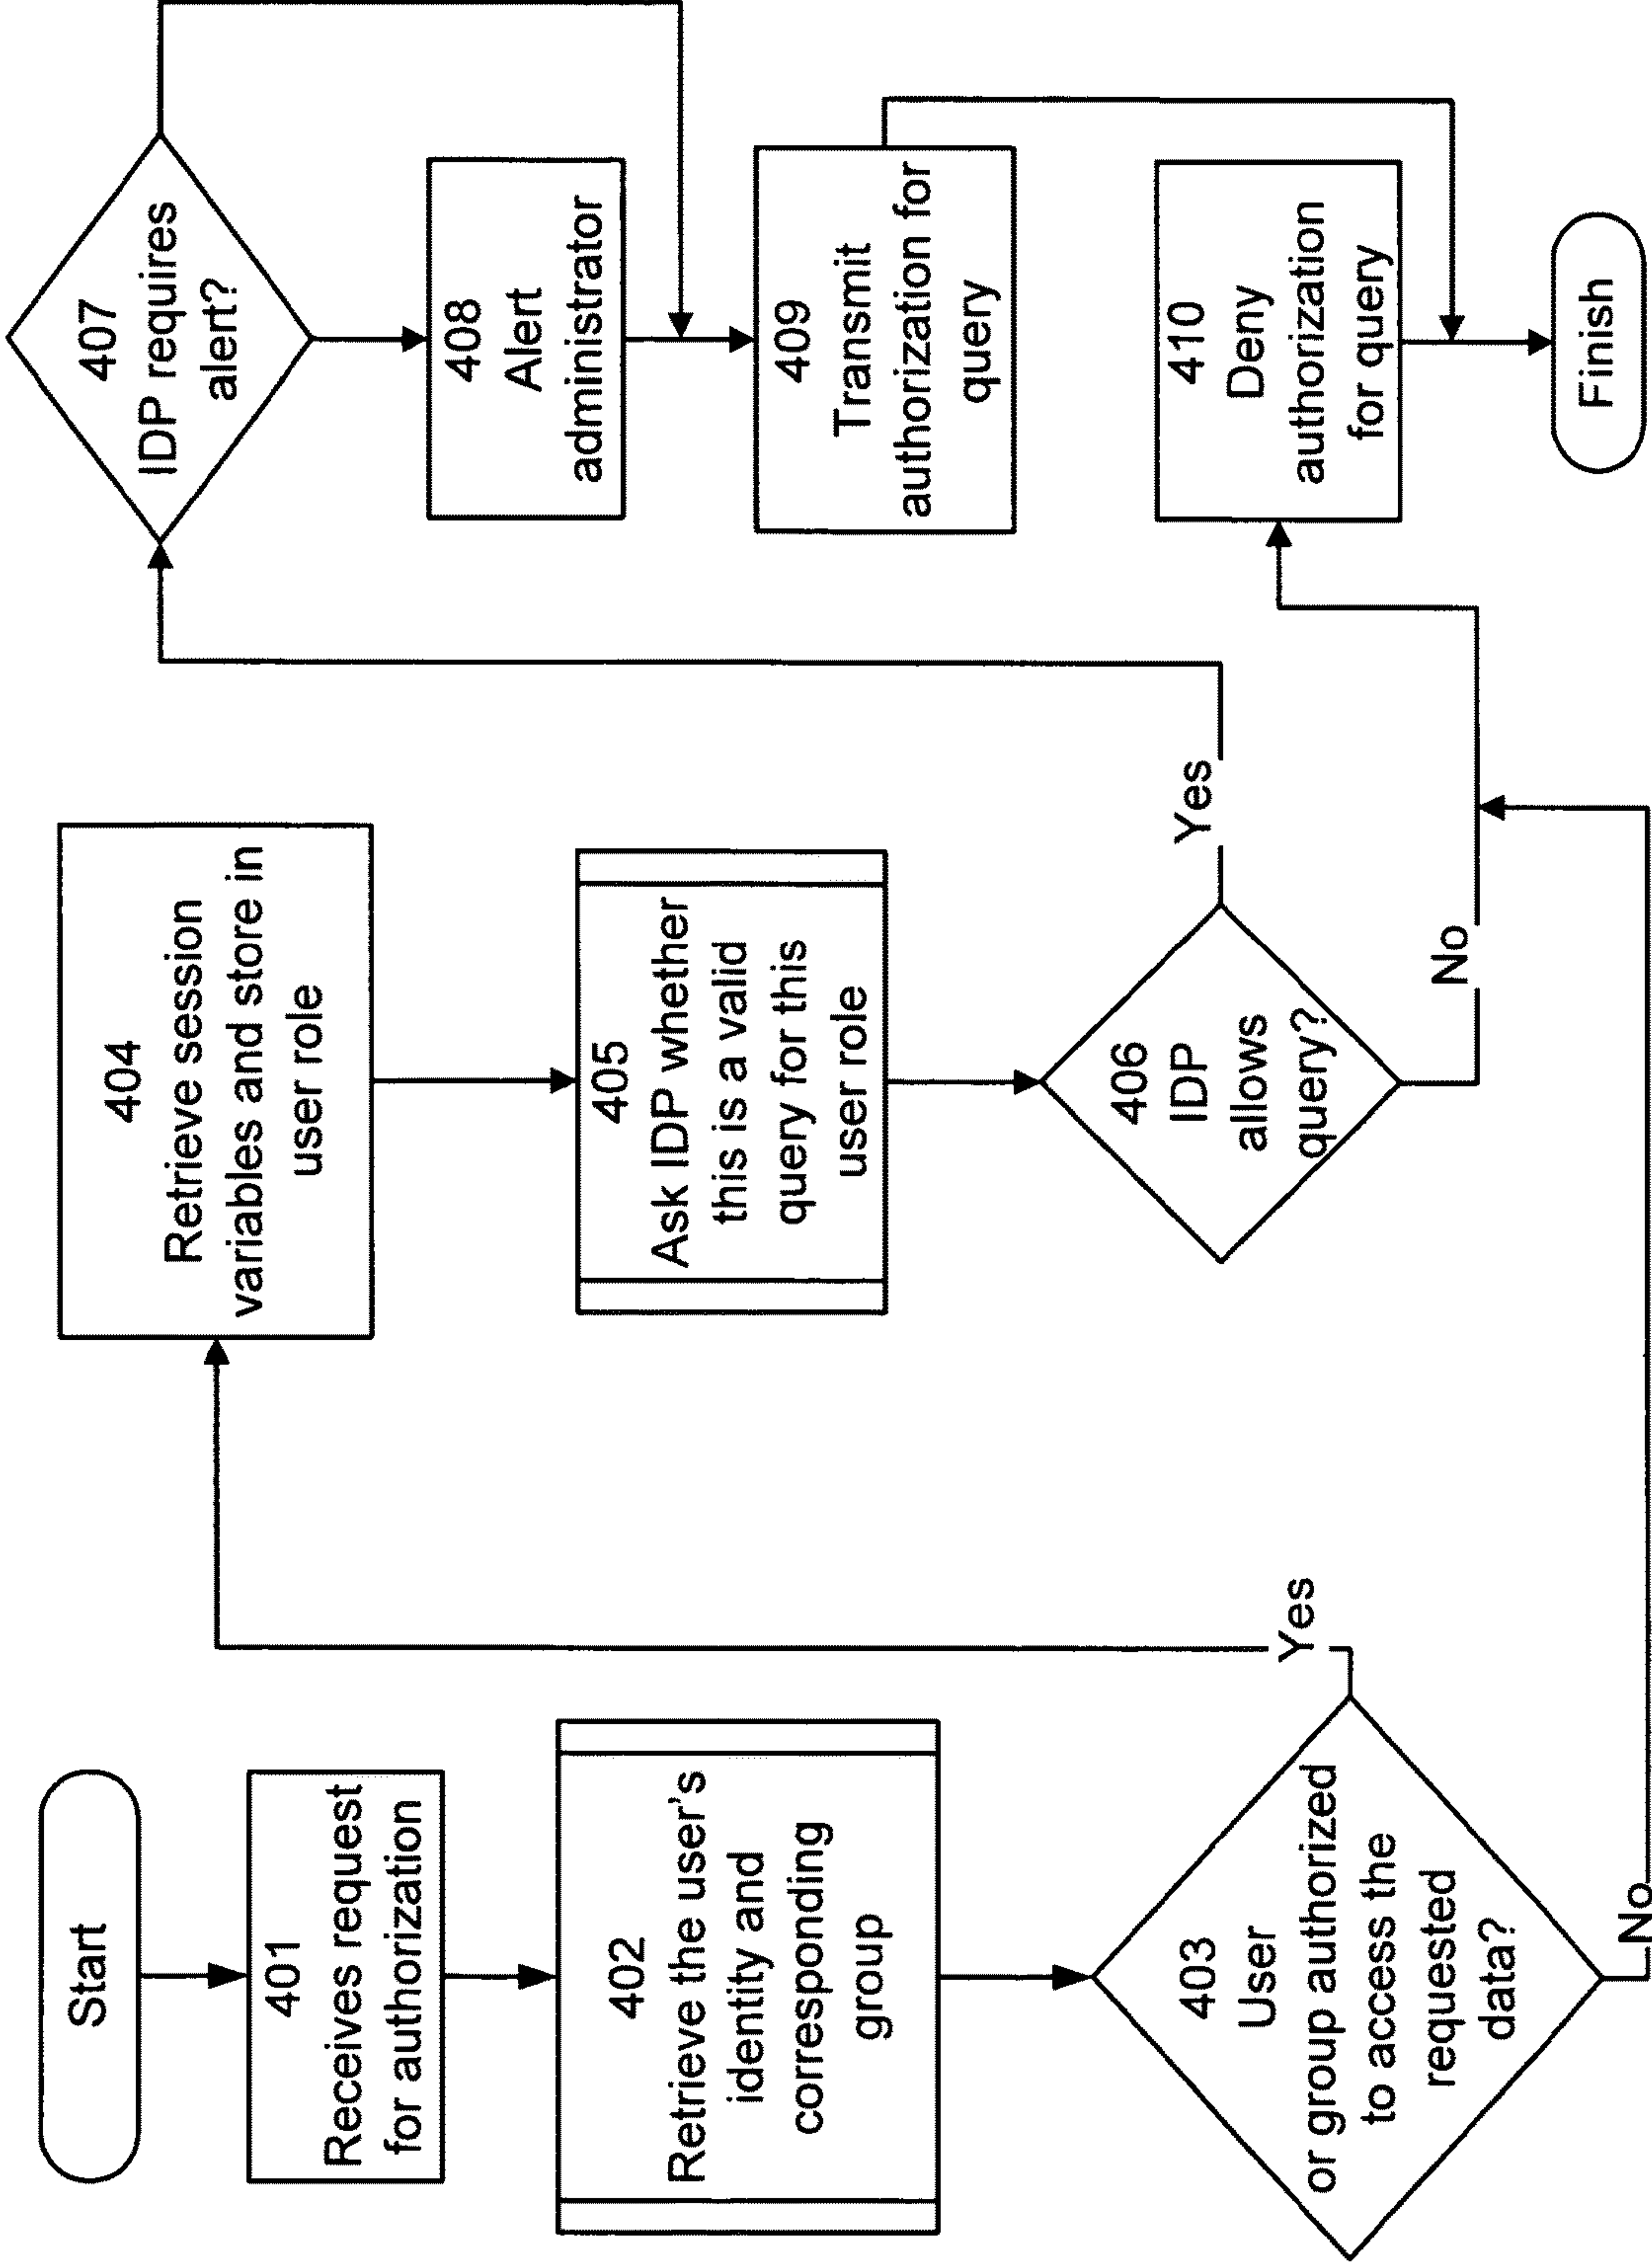 Start
401
Receives request
for authorization
402
Retrieve the user's
identity and
corresponding
group
403
User
or group authorized
to access the
requested
data?
Yes
No
404
Retrieve session
variables and store in
user role
405
Ask IDP whether
this is a valid
query for this
user role
406
IDP
allows
query?
Yes
No
407
IDP requires
alert?
408
Alert
administrator
409
Transmit
authorization for
query
410
Deny
authorization
for query
Finish